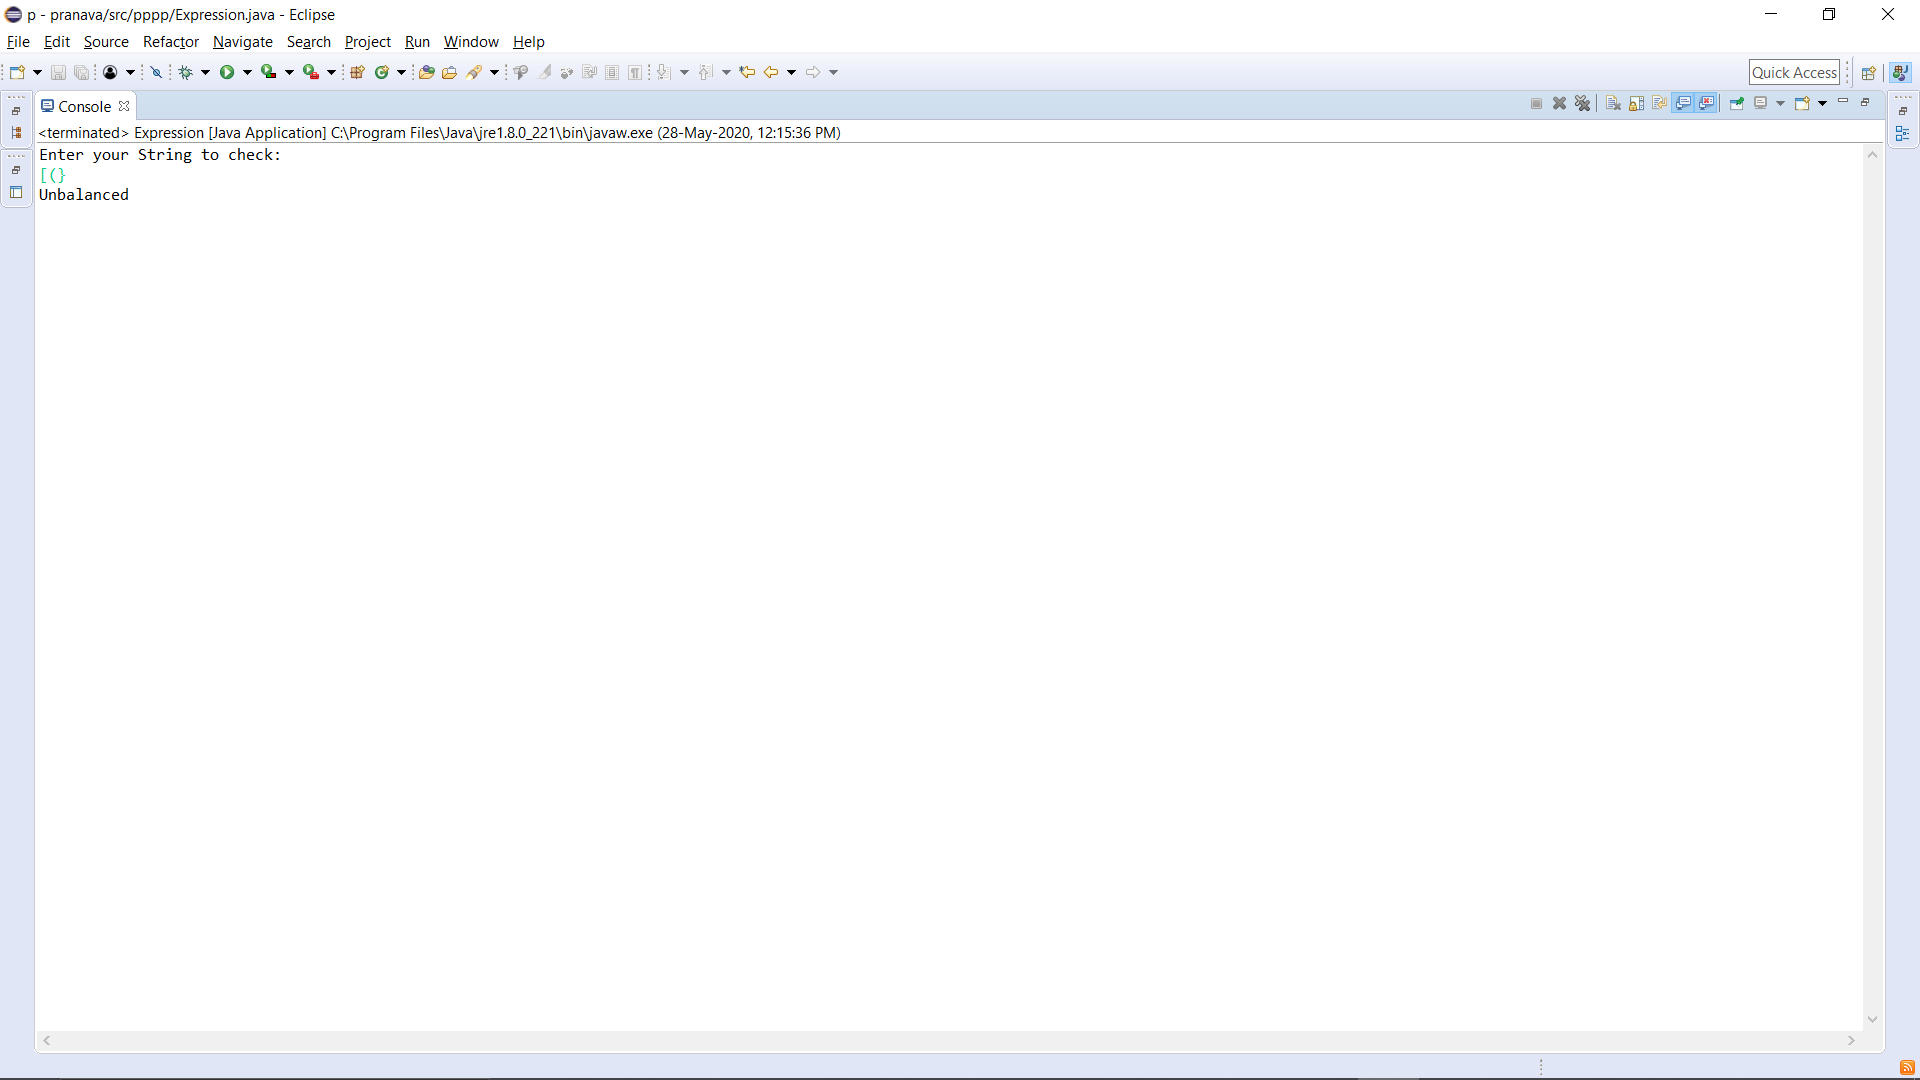 p - pranava/src/pppp/Expression.java - Eclipse
File Edit Source Refactor Navigate Search Project Run Window Help
Quick Access
Console
<terminated> Expression [Java Application] C:\Program Files\Java\jre1.8.0_221\bin\javaw.exe (28-May-2020, 12:15:36 PM)
Enter your String to check:
[(}
Unbalanced